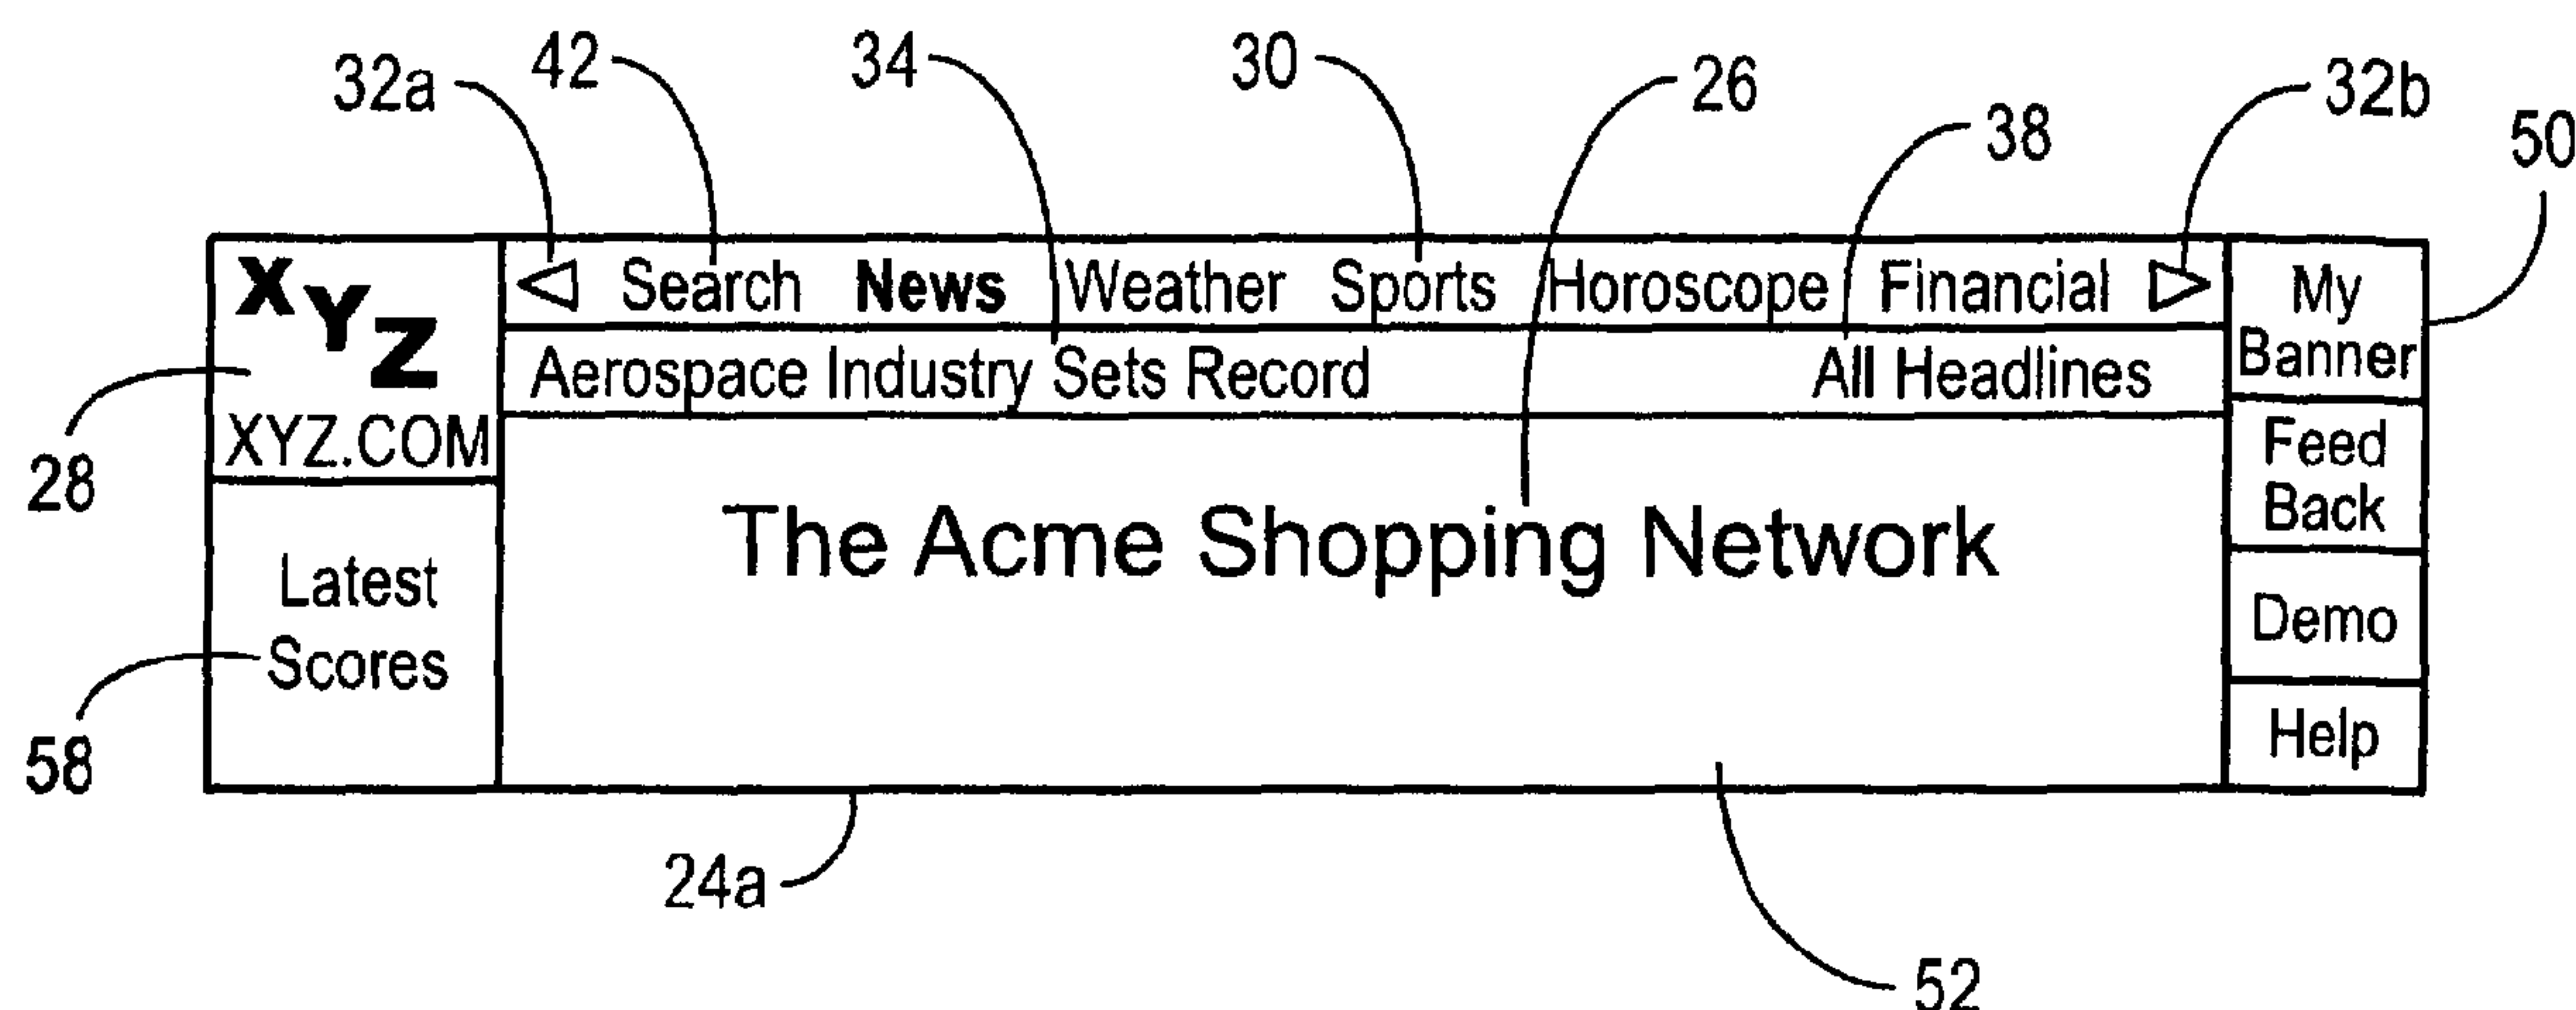 32a 42 34 30 26 38 32b 50
X Y Z
XYZ.COM
Search News Weather Sports Horoscope Financial
Aerospace Industry Sets Record All Headlines
The Acme Shopping Network
Latest
Scores
My
Banner
Feed
Back
Demo
Help
28
58
24a
52